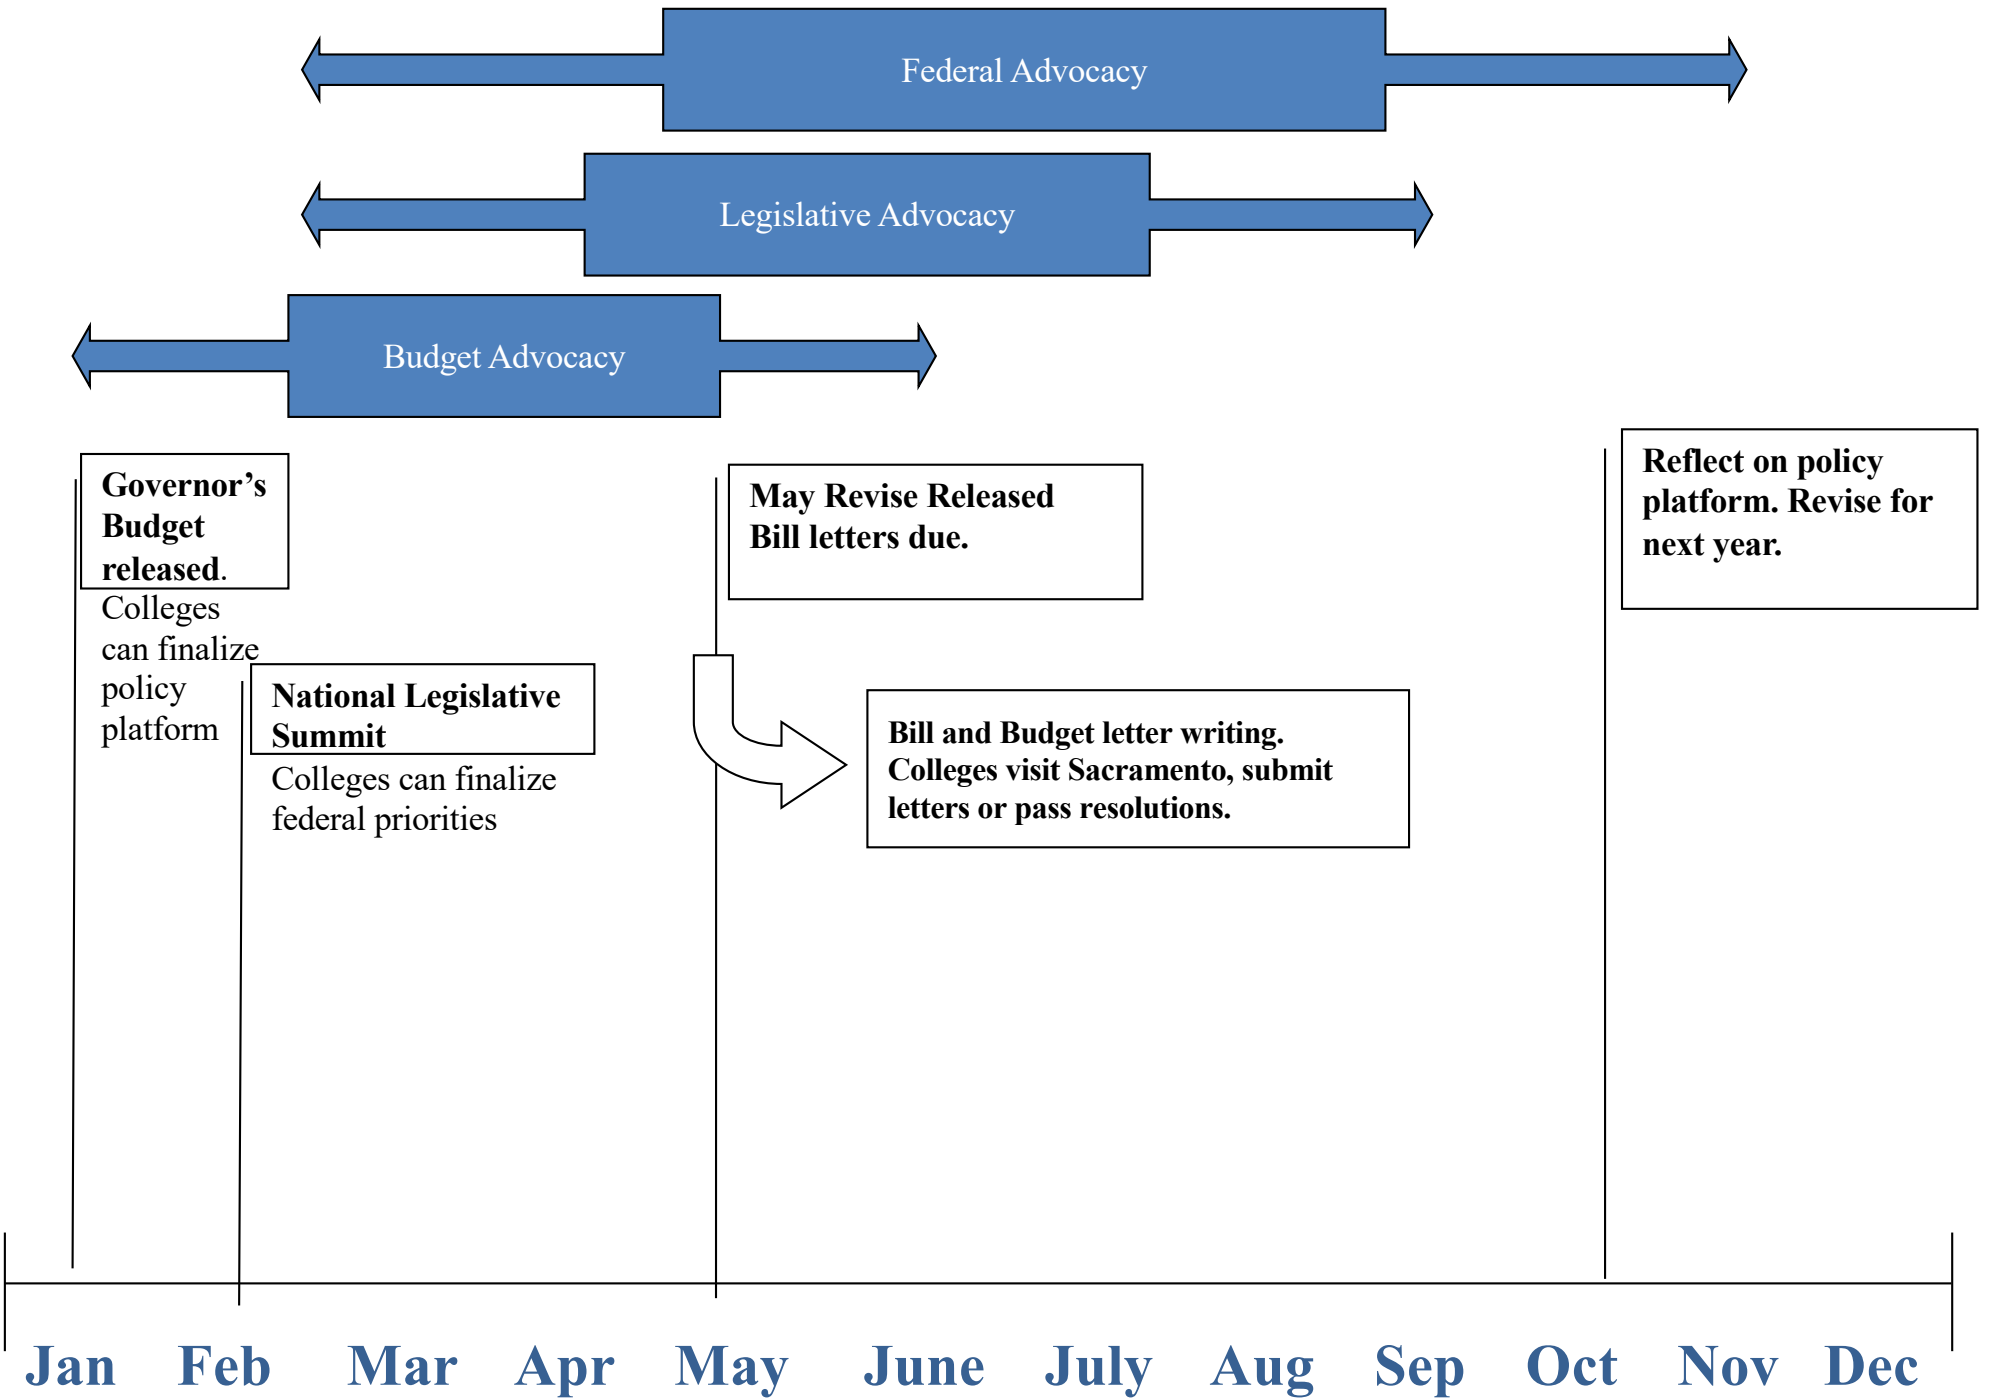 Federal Advocacy
Legislative Advocacy
Budget Advocacy
Governor’s
Budget
released.
Colleges
can finalize
policy
platform
National Legislative
Summit
Colleges can finalize
federal priorities
May Revise Released
Bill letters due.
Bill and Budget letter writing.
Colleges visit Sacramento, submit
letters or pass resolutions.
Reflect on policy
platform. Revise for
next year.
Jan Feb Mar Apr May June July Aug Sep Oct Nov Dec